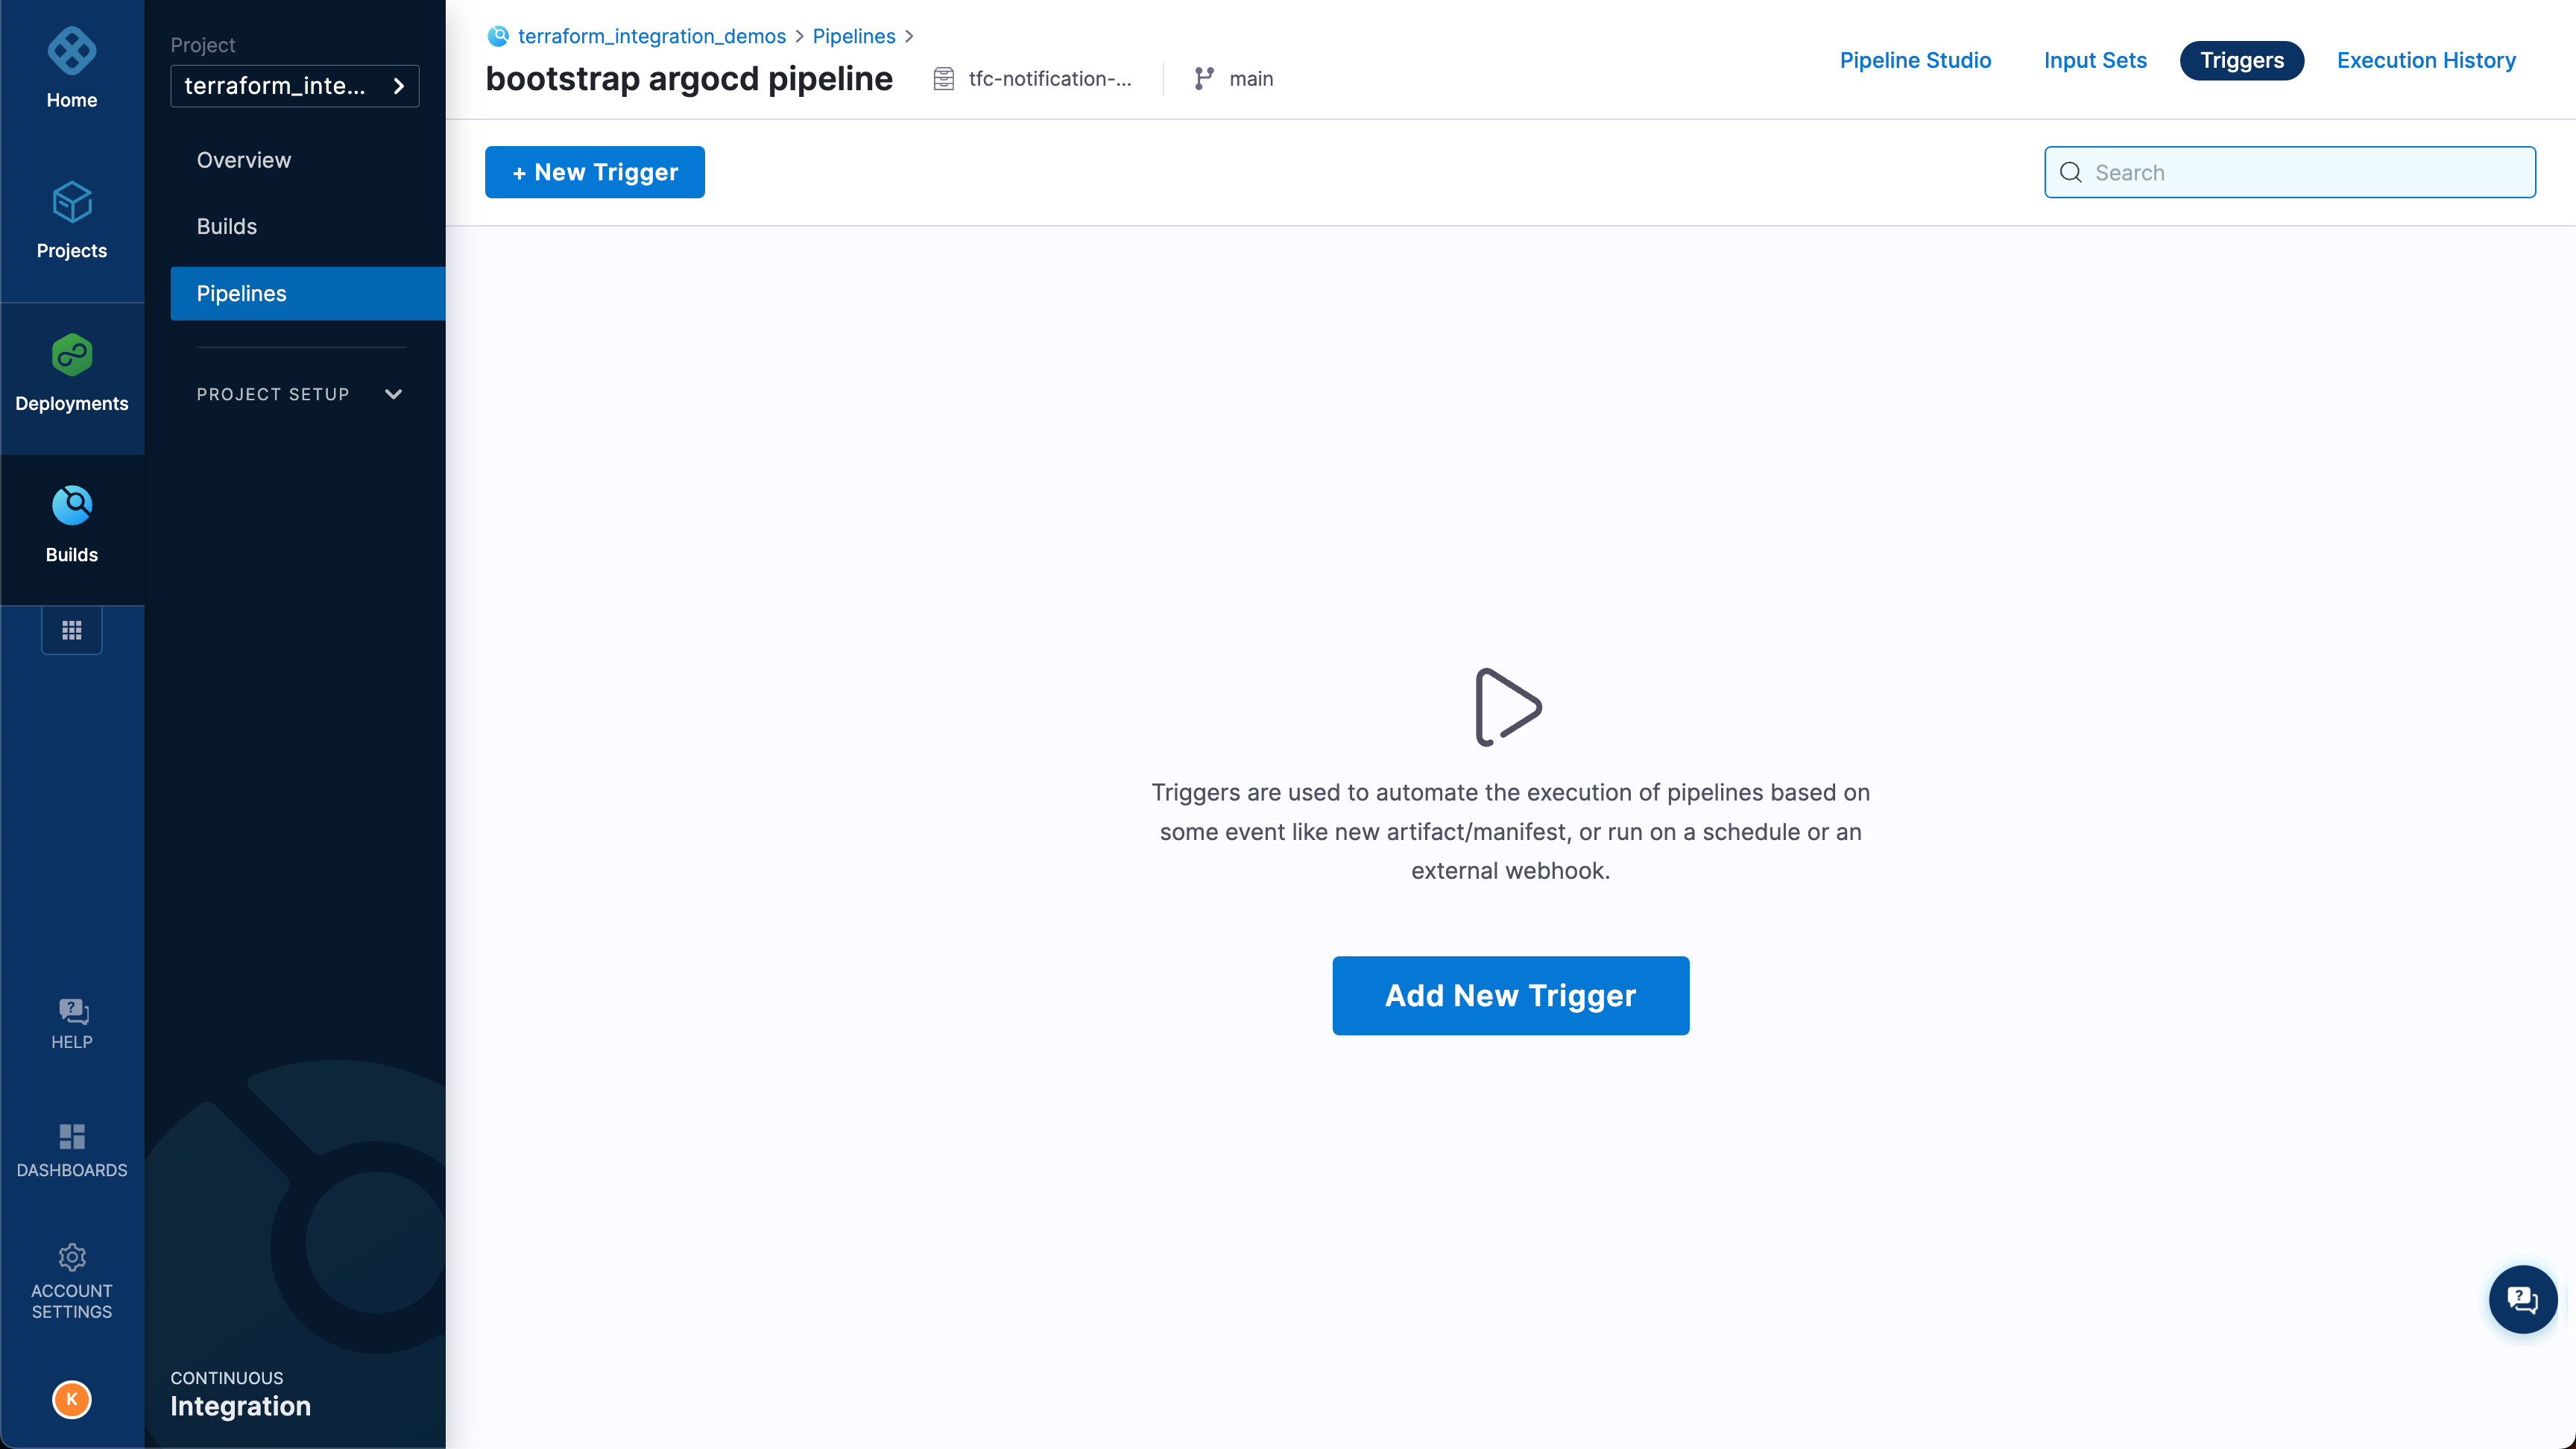 Home
Projects
Deployments
Builds
HELP
DASHBOARDS
ACCOUNT
SETTINGS
K
Project
terraform_inte...
Overview
Builds
Pipelines
PROJECT SETUP
CONTINUOUS
Integration
terraform_integration_demos > Pipelines >
bootstrap argocd pipeline
tfc-notification-...
main
Pipeline Studio
Input Sets
Triggers
Execution History
+ New Trigger
Search
Triggers are used to automate the execution of pipelines based on
some event like new artifact/manifest, or run on a schedule or an
external webhook.
Add New Trigger